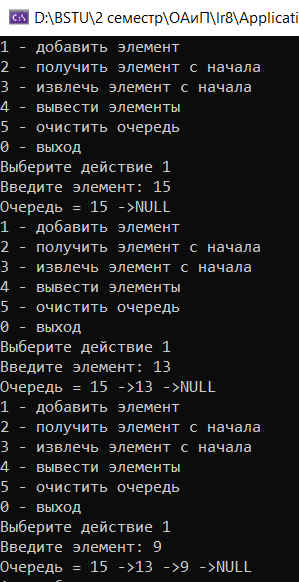 D:\BSTU\2 семестр\ОАиП\lr8\Applicati
1 - добавить элемент
2 - получить элемент с начала
3 - извлечь элемент с начала
4 - вывести элементы
5 - очистить очередь
0 - выход
Выберите действие 1
Введите элемент: 15
Очередь = 15 ->NULL
1 - добавить элемент
2 - получить элемент с начала
3 - извлечь элемент с начала
4 - вывести элементы
5 - очистить очередь
0 - выход
Выберите действие 1
Введите элемент: 13
Очередь = 15 ->13 ->NULL
1 - добавить элемент
2 - получить элемент с начала
3 - извлечь элемент с начала
4 - вывести элементы
5 - очистить очередь
0 - выход
Выберите действие 1
Введите элемент: 9
Очередь = 15 ->13 ->9 ->NULL